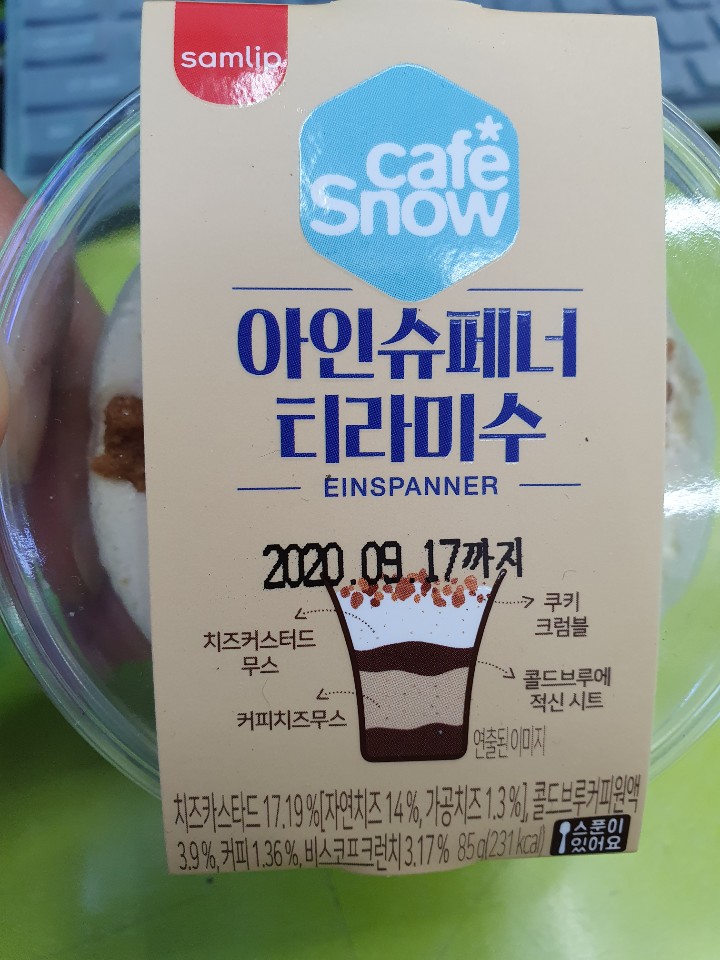 samlip
cafe
Snow
아인슈페너
티라미수
EINSPANNER
2020.09.17까지
쿠키
크럼블
치즈커스터드
무스
콜드브루에
적신 시트
커피치즈무스
연출된 이미지
치즈카스타드 17.19%[자연치즈 14%, 가공치즈 1.3%], 콜드브루커피원액
3.9%, 커피 1.36%, 비스코프크런치 3.17% 85g(231 kcal)
스푼이
있어요